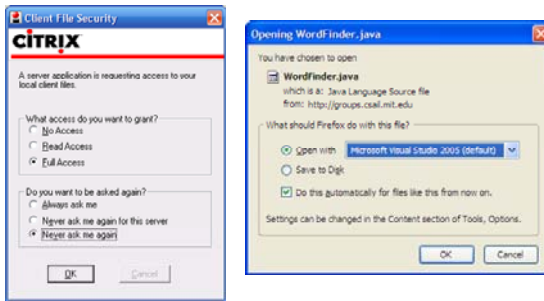 Client File Security
CITRIX
A server application is requesting access to your
local client files.
What access do you want to grant?
No Access
Read Access
Full Access
Do you want to be asked again?
Always ask me
Never ask me again for this server
Never ask me again
OK
Cancel
Opening WordFinder.java
You have chosen to open
WordFinder.java
which is a: Java Language Source file
from: http://groups.csail.mit.edu
What should Firefox do with this file?
Open with
Microsoft Visual Studio 2005 (default)
Save to Disk
Do this automatically for files like this from now on.
Settings can be changed in the Content section of Tools, Options.
OK
Cancel